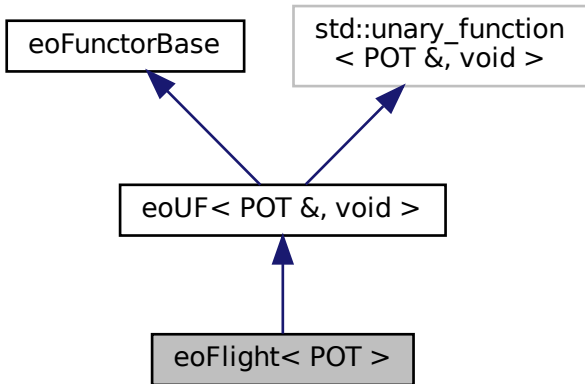 eoFunctorBase
std::unary_function
< POT &, void >
eoUF< POT &, void >
eoFlight< POT >